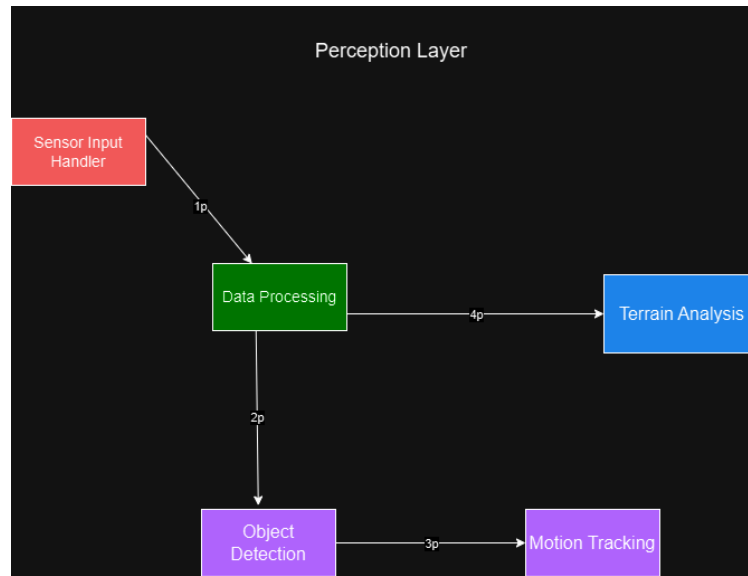 Perception Layer
Sensor Input
Handler
1p
Data Processing
4p
Terrain Analysis
2p
Object
Detection
3p
Motion Tracking